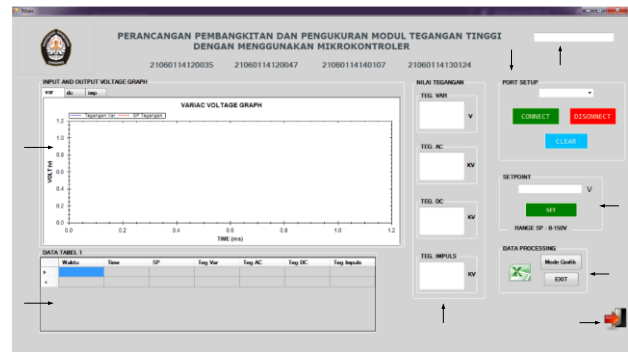 Main
PERANCANGAN PEMBANGKITAN DAN PENGUKURAN MODUL TEGANGAN TINGGI
DENGAN MENGGUNAKAN MIKROKONTROLER
21060114120035 21060114120047 21060114140107 21060114130124
INPUT AND OUTPUT VOLTAGE GRAPH
var dc imp
VARIAC VOLTAGE GRAPH
Tegangan Var SP Tegangan
VOLT (V)
1.2
1.0
0.8
0.6
0.4
0.2
0.0
0.0 0.2 0.4 0.6 0.8 1.0 1.2
TIME (ms)
DATA TABEL 1
Waktu Time SP Teg Var Teg AC Teg DC Teg Impuls
NILAI TEGANGAN
TEG. VAR
V
TEG. AC
KV
TEG. DC
KV
TEG. IMPULS
KV
PORT SETUP
CONNECT DISONNECT
CLEAR
SETPOINT
V
SET
RANGE SP : 0-150V
DATA PROCESSING
Mode Grafik
EXIT